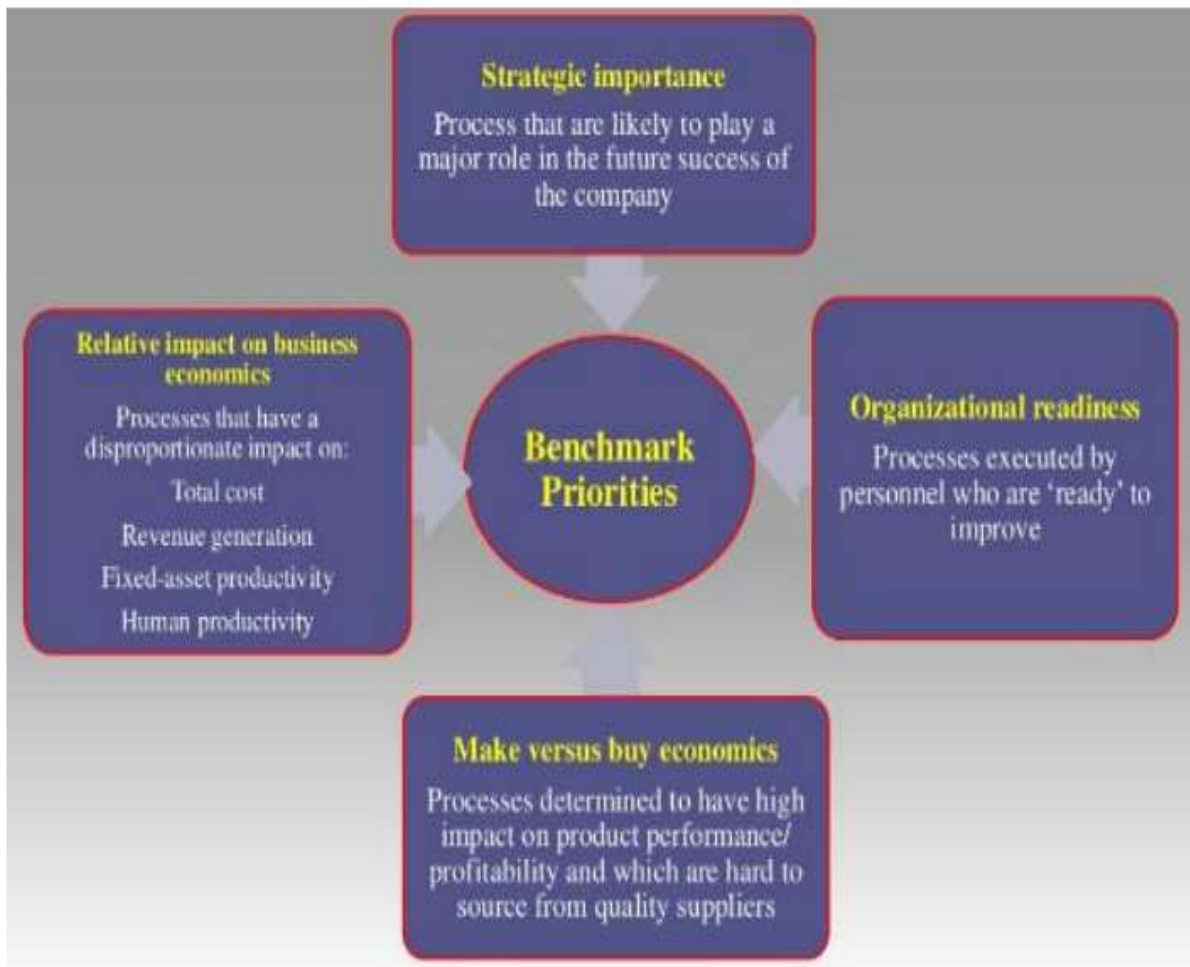 Strategic importance
Process that are likely to play a
major role in the future success of
the company
Relative impact on business
economics
Processes that have a
disproportionate impact on:
Total cost
Revenue generation
Fixed-asset productivity
Human productivity
Benchmark
Priorities
Organizational readiness
Processes executed by
personnel who are ‘ready’ to
improve
Make versus buy economics
Processes determined to have high
impact on product performance/
profitability and which are hard to
source from quality suppliers